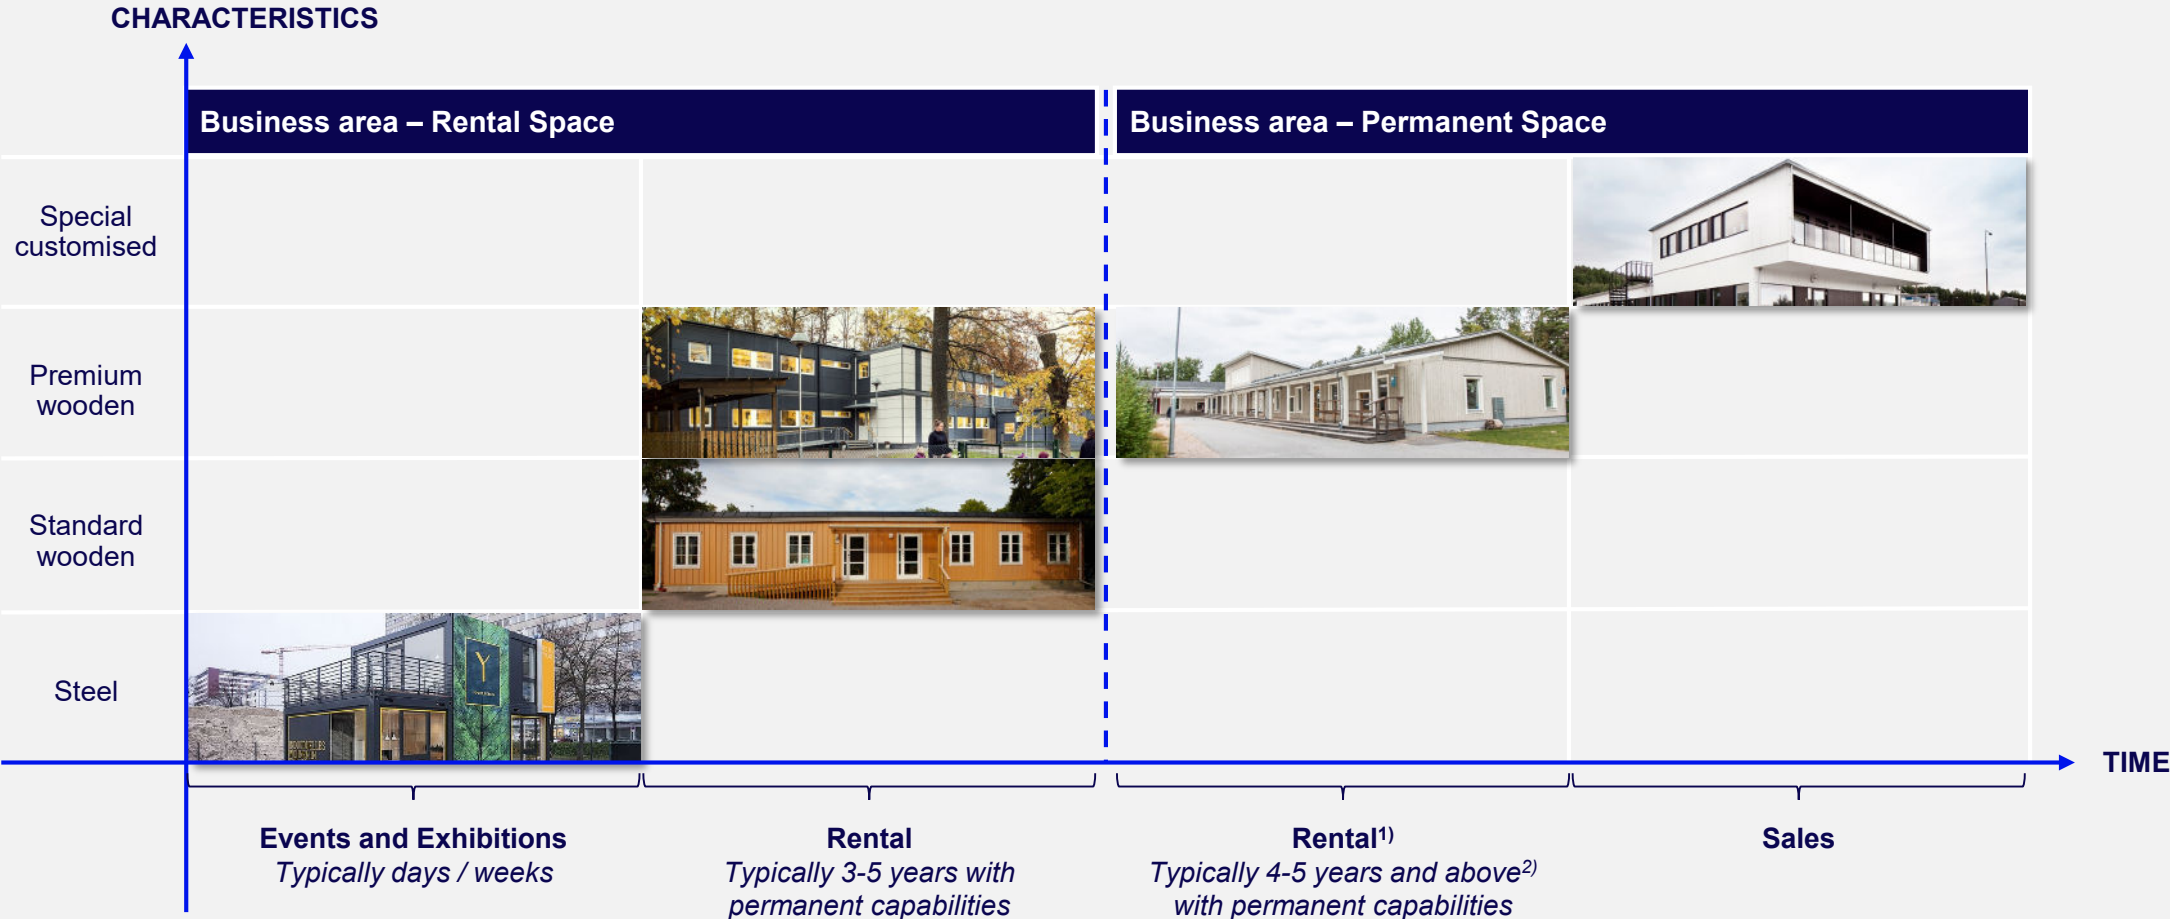 CHARACTERISTICS
Business area – Rental Space
Business area – Permanent Space
Special
customised
Premium
wooden
Standard
wooden
Steel
TIME
Events and Exhibitions
Typically days / weeks
Rental
Typically 3-5 years with
permanent capabilities
Rental1)
Typically 4-5 years and above2)
with permanent capabilities
Sales